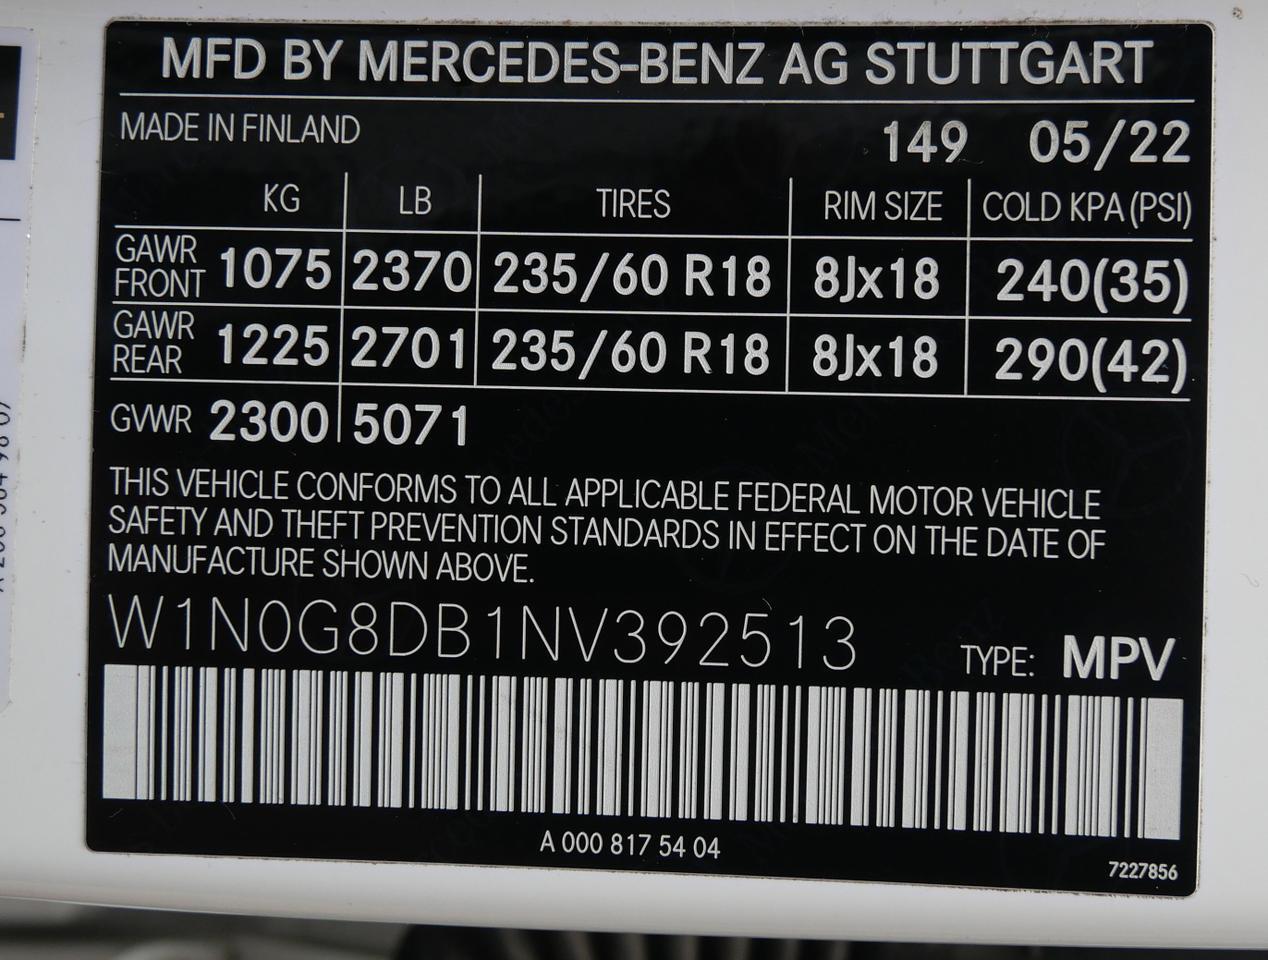 MFD BY MERCEDES-BENZ AG STUTTGART
MADE IN FINLAND 149 05/22
KG LB TIRES RIM SIZE COLD KPA (PSI)
GAWR FRONT 1075 2370 235/60 R18 8Jx18 240(35)
GAWR REAR 1225 2701 235/60 R18 8Jx18 290(42)
GVWR 2300 5071
THIS VEHICLE CONFORMS TO ALL APPLICABLE FEDERAL MOTOR VEHICLE
SAFETY AND THEFT PREVENTION STANDARDS IN EFFECT ON THE DATE OF
MANUFACTURE SHOWN ABOVE.
W1N0G8DB1NV392513 TYPE: MPV
A 000 817 54 04
7227856